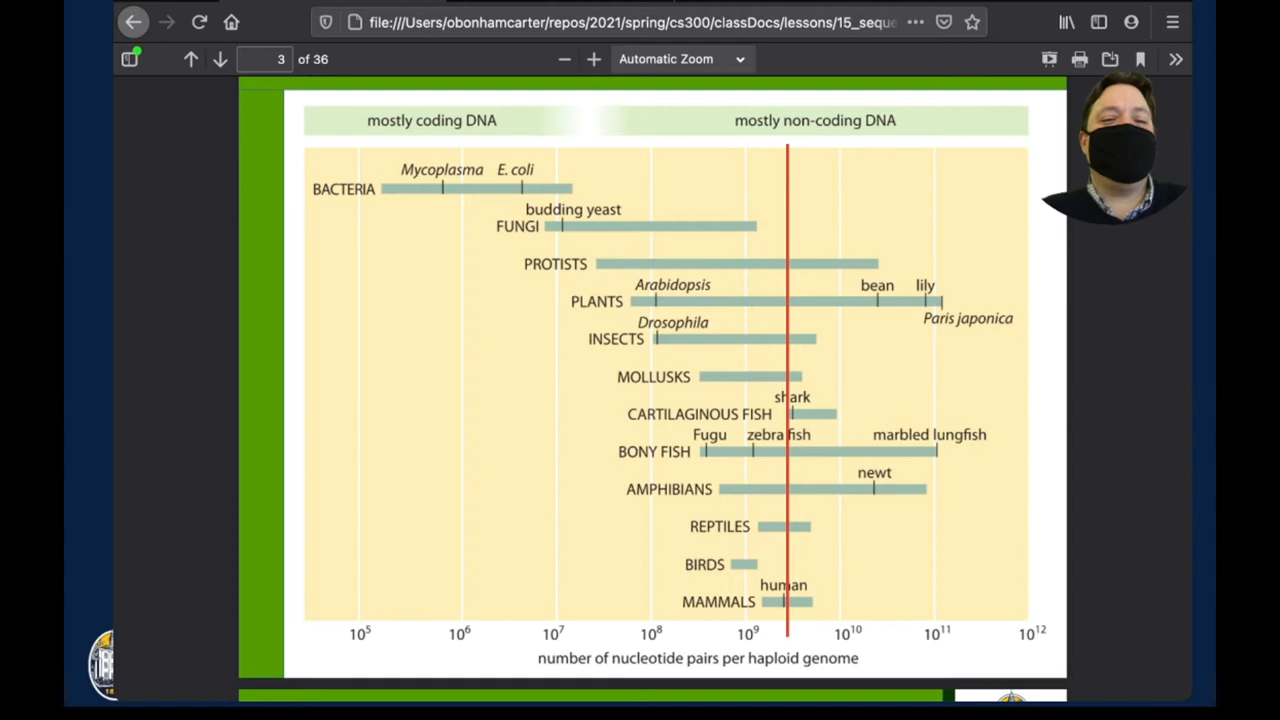 file:///Users/obonhamcarter/repos/2021/spring/cs300/classDocs/lessons/15_seque
3 of 36
Automatic Zoom
mostly coding DNA
mostly non-coding DNA
Mycoplasma E. coli
BACTERIA
budding yeast
FUNGI
PROTISTS
Arabidopsis bean lily
PLANTS
Paris japonica
Drosophila
INSECTS
MOLLUSKS
shark
CARTILAGINOUS FISH
Fugu zebra fish marbled lungfish
BONY FISH
newt
AMPHIBIANS
REPTILES
BIRDS
human
MAMMALS
10⁵ 10⁶ 10⁷ 10⁸ 10⁹ 10¹⁰ 10¹¹ 10¹²
number of nucleotide pairs per haploid genome